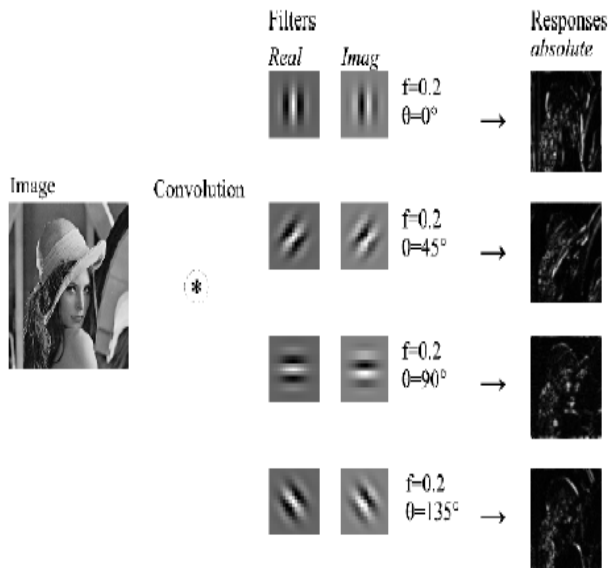 Filters
Responses
Real
Imag
absolute
f=0.2
θ=0°
→
Image
Convolution
f=0.2
θ=45°
→
*
f=0.2
θ=90°
→
f=0.2
θ=135°
→